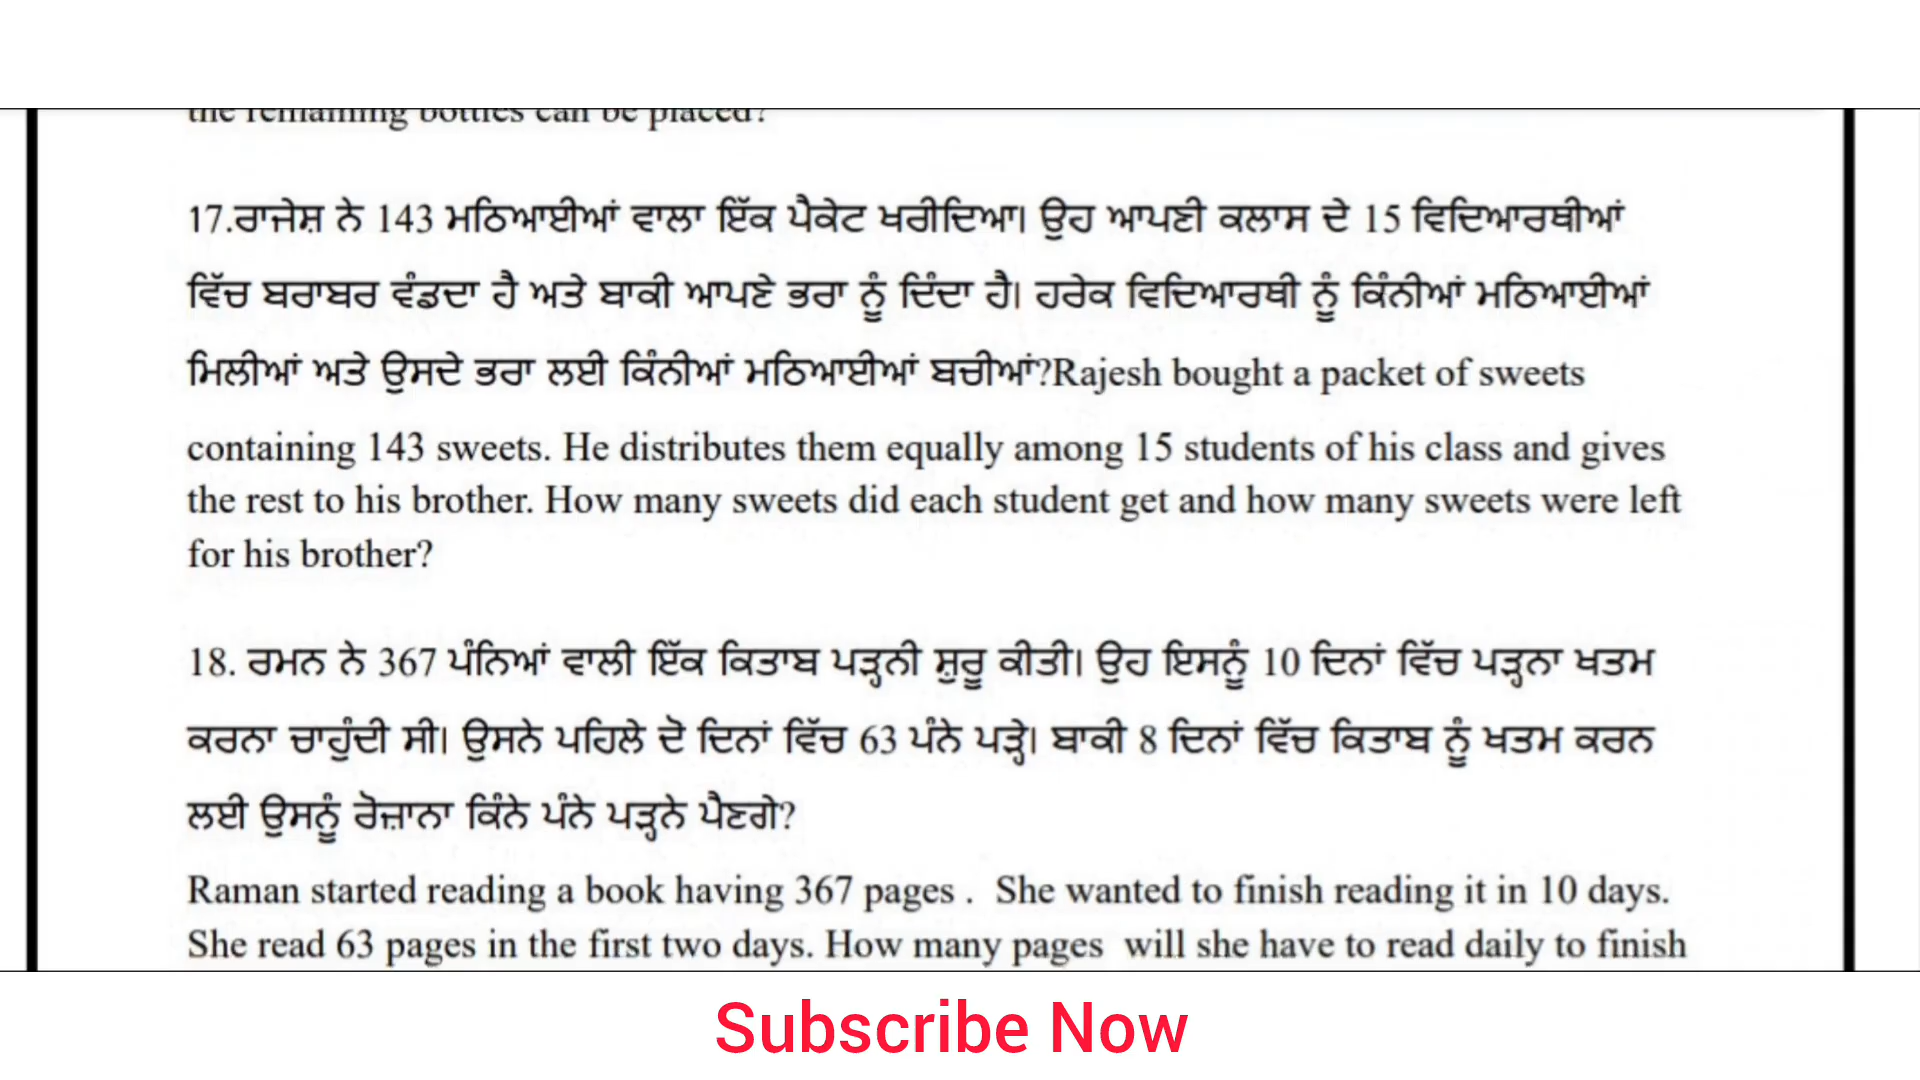 the remaining bottles can be placed?
17.ਰਾਜੇਸ਼ ਨੇ 143 ਮਠਿਆਈਆਂ ਵਾਲਾ ਇੱਕ ਪੈਕੇਟ ਖਰੀਦਿਆ। ਉਹ ਆਪਣੀ ਕਲਾਸ ਦੇ 15 ਵਿਦਿਆਰਥੀਆਂ
ਵਿੱਚ ਬਰਾਬਰ ਵੰਡਦਾ ਹੈ ਅਤੇ ਬਾਕੀ ਆਪਣੇ ਭਰਾ ਨੂੰ ਦਿੰਦਾ ਹੈ। ਹਰੇਕ ਵਿਦਿਆਰਥੀ ਨੂੰ ਕਿੰਨੀਆਂ ਮਠਿਆਈਆਂ
ਮਿਲੀਆਂ ਅਤੇ ਉਸਦੇ ਭਰਾ ਲਈ ਕਿੰਨੀਆਂ ਮਠਿਆਈਆਂ ਬਚੀਆਂ?Rajesh bought a packet of sweets
containing 143 sweets. He distributes them equally among 15 students of his class and gives
the rest to his brother. How many sweets did each student get and how many sweets were left
for his brother?
18. ਰਮਨ ਨੇ 367 ਪੰਨਿਆਂ ਵਾਲੀ ਇੱਕ ਕਿਤਾਬ ਪੜ੍ਹਨੀ ਸ਼ੁਰੂ ਕੀਤੀ। ਉਹ ਇਸਨੂੰ 10 ਦਿਨਾਂ ਵਿੱਚ ਪੜ੍ਹਨਾ ਖਤਮ
ਕਰਨਾ ਚਾਹੁੰਦੀ ਸੀ। ਉਸਨੇ ਪਹਿਲੇ ਦੋ ਦਿਨਾਂ ਵਿੱਚ 63 ਪੰਨੇ ਪੜ੍ਹੇ। ਬਾਕੀ 8 ਦਿਨਾਂ ਵਿੱਚ ਕਿਤਾਬ ਨੂੰ ਖਤਮ ਕਰਨ
ਲਈ ਉਸਨੂੰ ਰੋਜ਼ਾਨਾ ਕਿੰਨੇ ਪੰਨੇ ਪੜ੍ਹਨੇ ਪੈਣਗੇ?
Raman started reading a book having 367 pages .  She wanted to finish reading it in 10 days.
She read 63 pages in the first two days. How many pages  will she have to read daily to finish
Subscribe Now